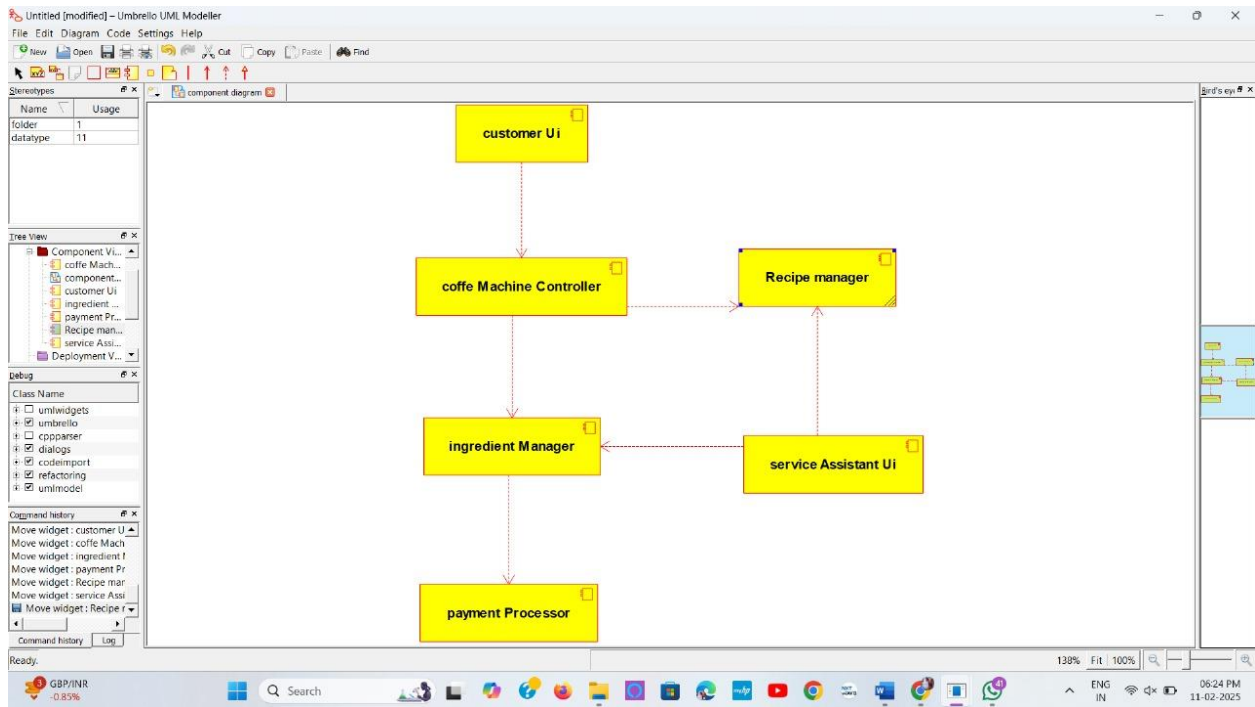 Untitled [modified] – Umbrello UML Modeller
File Edit Diagram Code Settings Help
New Open Cut Copy Paste Find
Stereotypes
Name Usage
folder 1
datatype 11
Tree View
Component Vi...
coffe Mach...
component...
customer Ui
ingredient ...
payment Pr...
Recipe man...
service Assi...
Deployment V...
Debug
Class Name
umlwidgets
umbrello
cppparser
dialogs
codeimport
refactoring
umlmodel
Command history
Move widget : customer U
Move widget : coffe Mach
Move widget : ingredient
Move widget : payment Pr
Move widget : Recipe mar
Move widget : service Assi
Move widget : Recipe r
Command history Log
component diagram
customer Ui
coffe Machine Controller
Recipe manager
ingredient Manager
service Assistant Ui
payment Processor
Bird's eye
Ready.
138% Fit 100%
3
GBP/INR
-0.85%
Search
41
ENG
IN
06:24 PM
11-02-2025